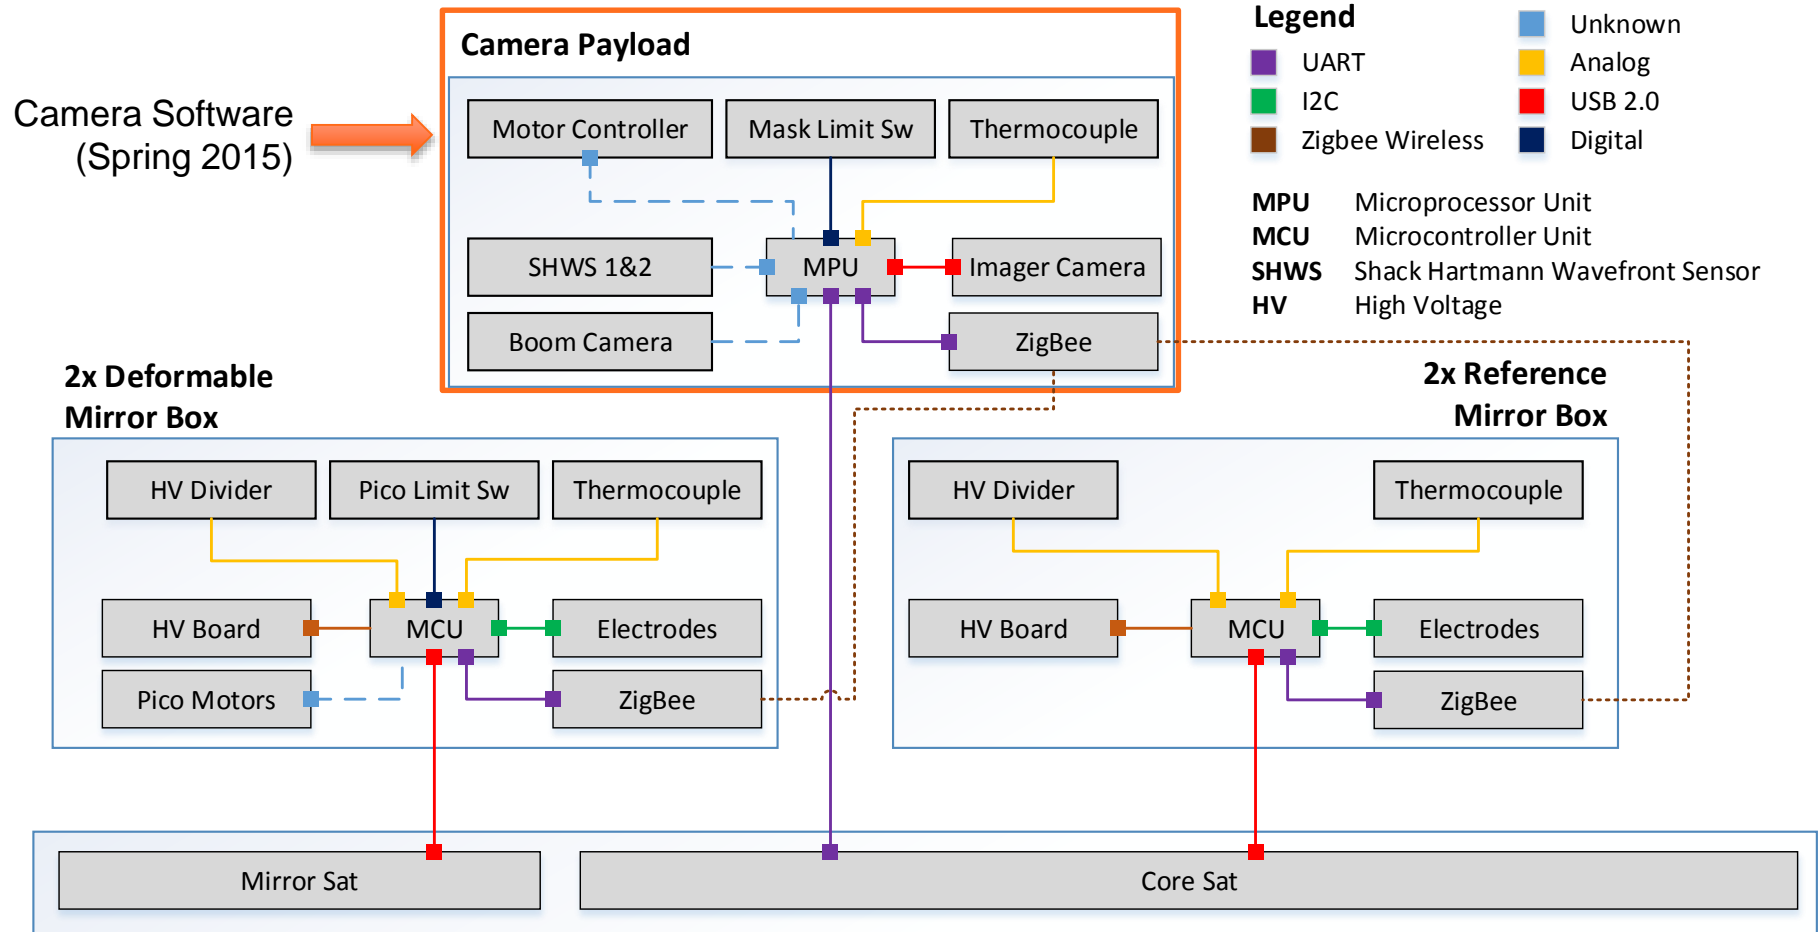 Camera Software
(Spring 2015)
Camera Payload
Motor Controller
Mask Limit Sw
Thermocouple
SHWS 1&2
MPU
Imager Camera
Boom Camera
ZigBee
Legend
UART
I2C
Zigbee Wireless
Unknown
Analog
USB 2.0
Digital
MPU Microprocessor Unit
MCU Microcontroller Unit
SHWS Shack Hartmann Wavefront Sensor
HV High Voltage
2x Deformable
Mirror Box
HV Divider
Pico Limit Sw
Thermocouple
HV Board
MCU
Electrodes
Pico Motors
ZigBee
2x Reference
Mirror Box
HV Divider
Thermocouple
HV Board
MCU
Electrodes
ZigBee
Mirror Sat
Core Sat